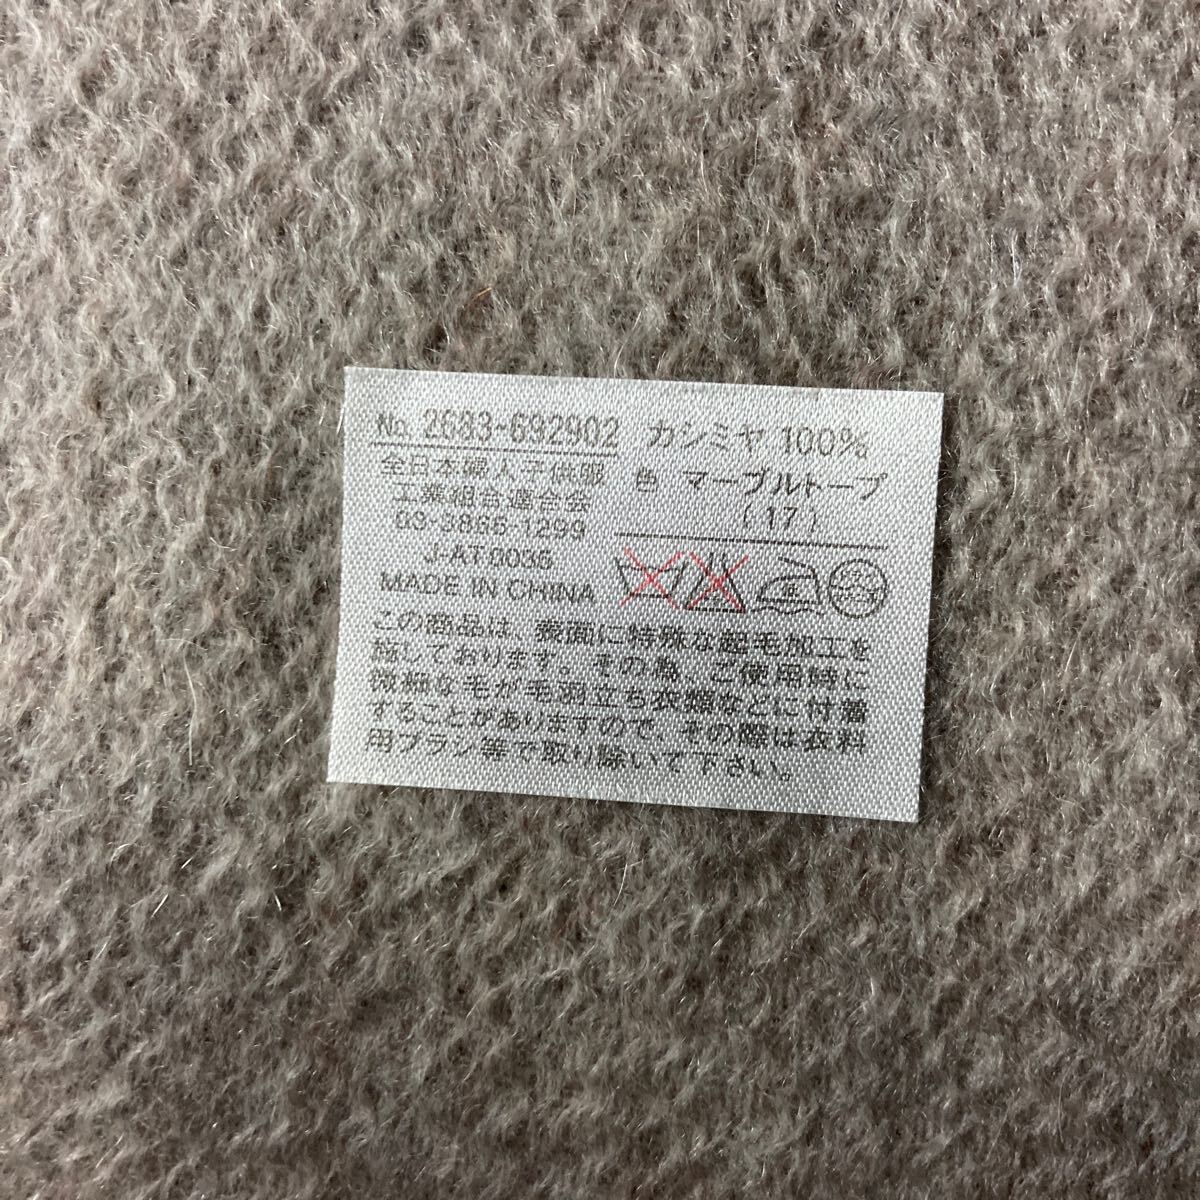 No. 2683-692902
全日本婦人子供服
工業組合連合会
03-3865-1299
J-AT0035
MADE IN CHINA
カシミヤ 100%
色 マーブルトープ
(17)
この商品は、表面に特殊な起毛加工を
施しております。その為、ご使用時に
微細な毛が毛羽立ち衣類などに付着
することがありますので、その際は衣料
用ブラシ等で取り除いて下さい。